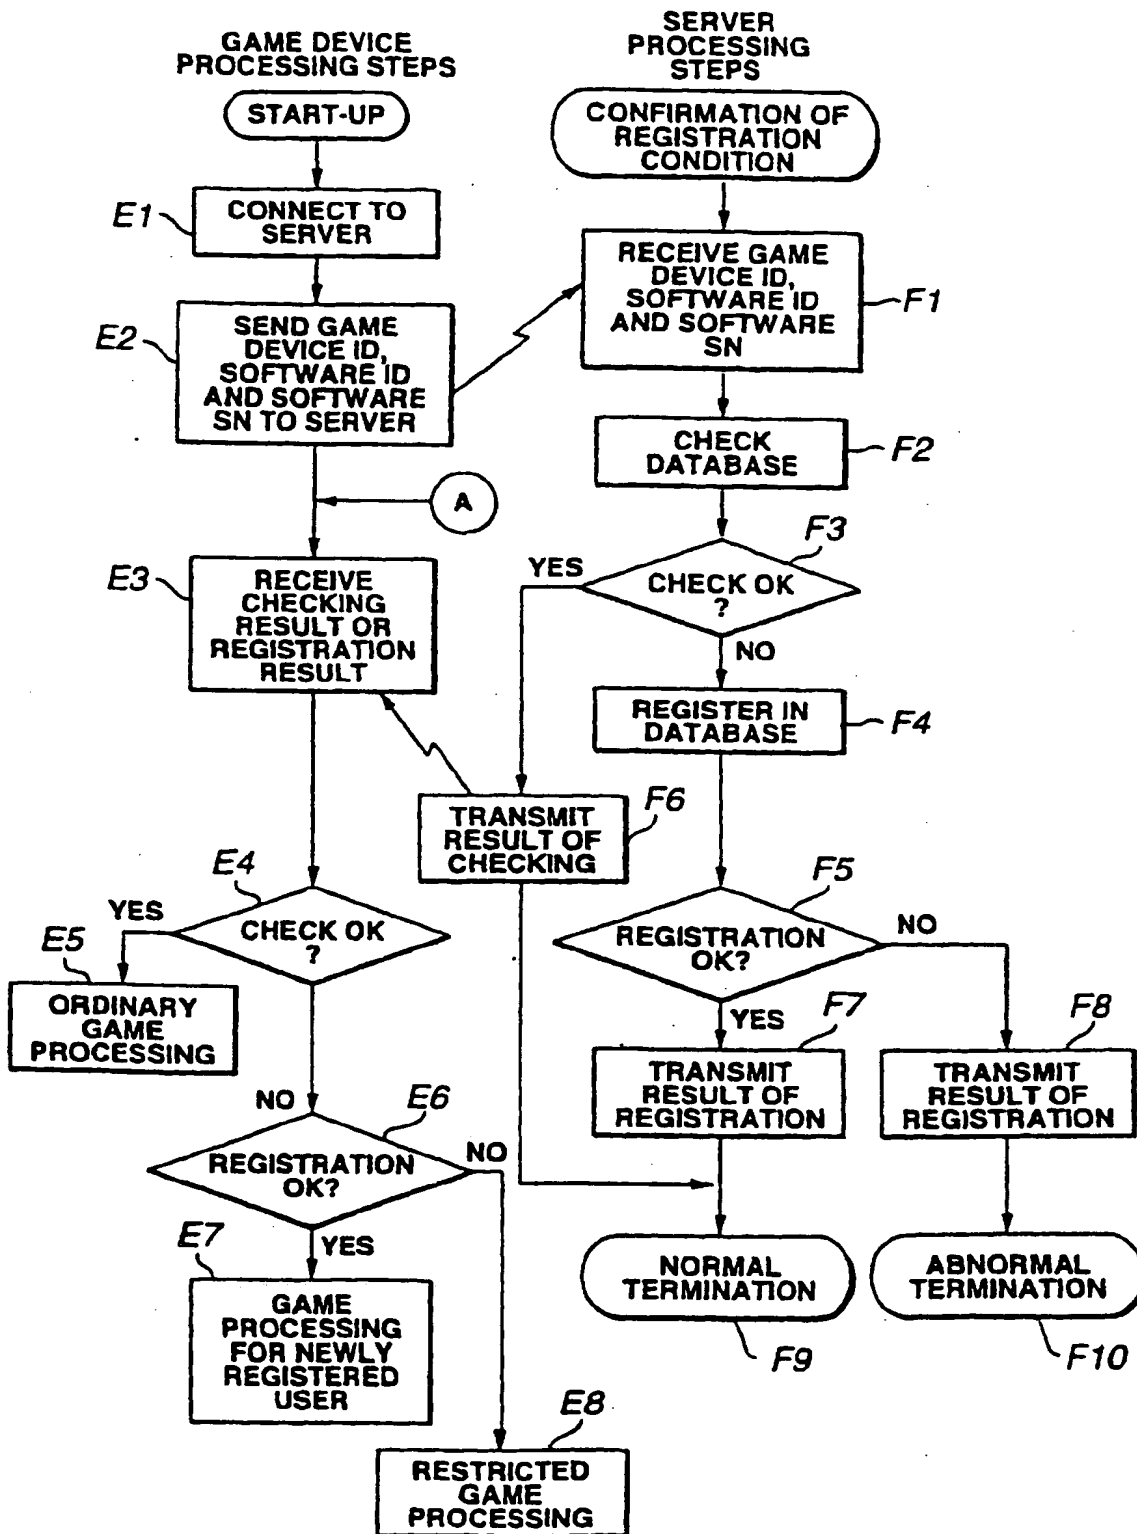 GAME DEVICE
PROCESSING STEPS
START-UP
E1
CONNECT TO
SERVER
E2
SEND GAME
DEVICE ID,
SOFTWARE ID
AND SOFTWARE
SN TO SERVER
A
E3
RECEIVE
CHECKING
RESULT OR
REGISTRATION
RESULT
E4
CHECK OK
?
YES
E5
ORDINARY
GAME
PROCESSING
NO
E6
REGISTRATION
OK?
NO
YES
E7
GAME
PROCESSING
FOR NEWLY
REGISTERED
USER
E8
RESTRICTED
GAME
PROCESSING
SERVER
PROCESSING
STEPS
CONFIRMATION OF
REGISTRATION
CONDITION
RECEIVE GAME
DEVICE ID,
SOFTWARE ID
AND SOFTWARE
SN
F1
CHECK
DATABASE
F2
F3
YES
CHECK OK
?
NO
REGISTER IN
DATABASE
F4
F6
TRANSMIT
RESULT OF
CHECKING
F5
REGISTRATION
OK?
NO
YES
F7
TRANSMIT
RESULT OF
REGISTRATION
F8
TRANSMIT
RESULT OF
REGISTRATION
NORMAL
TERMINATION
F9
ABNORMAL
TERMINATION
F10